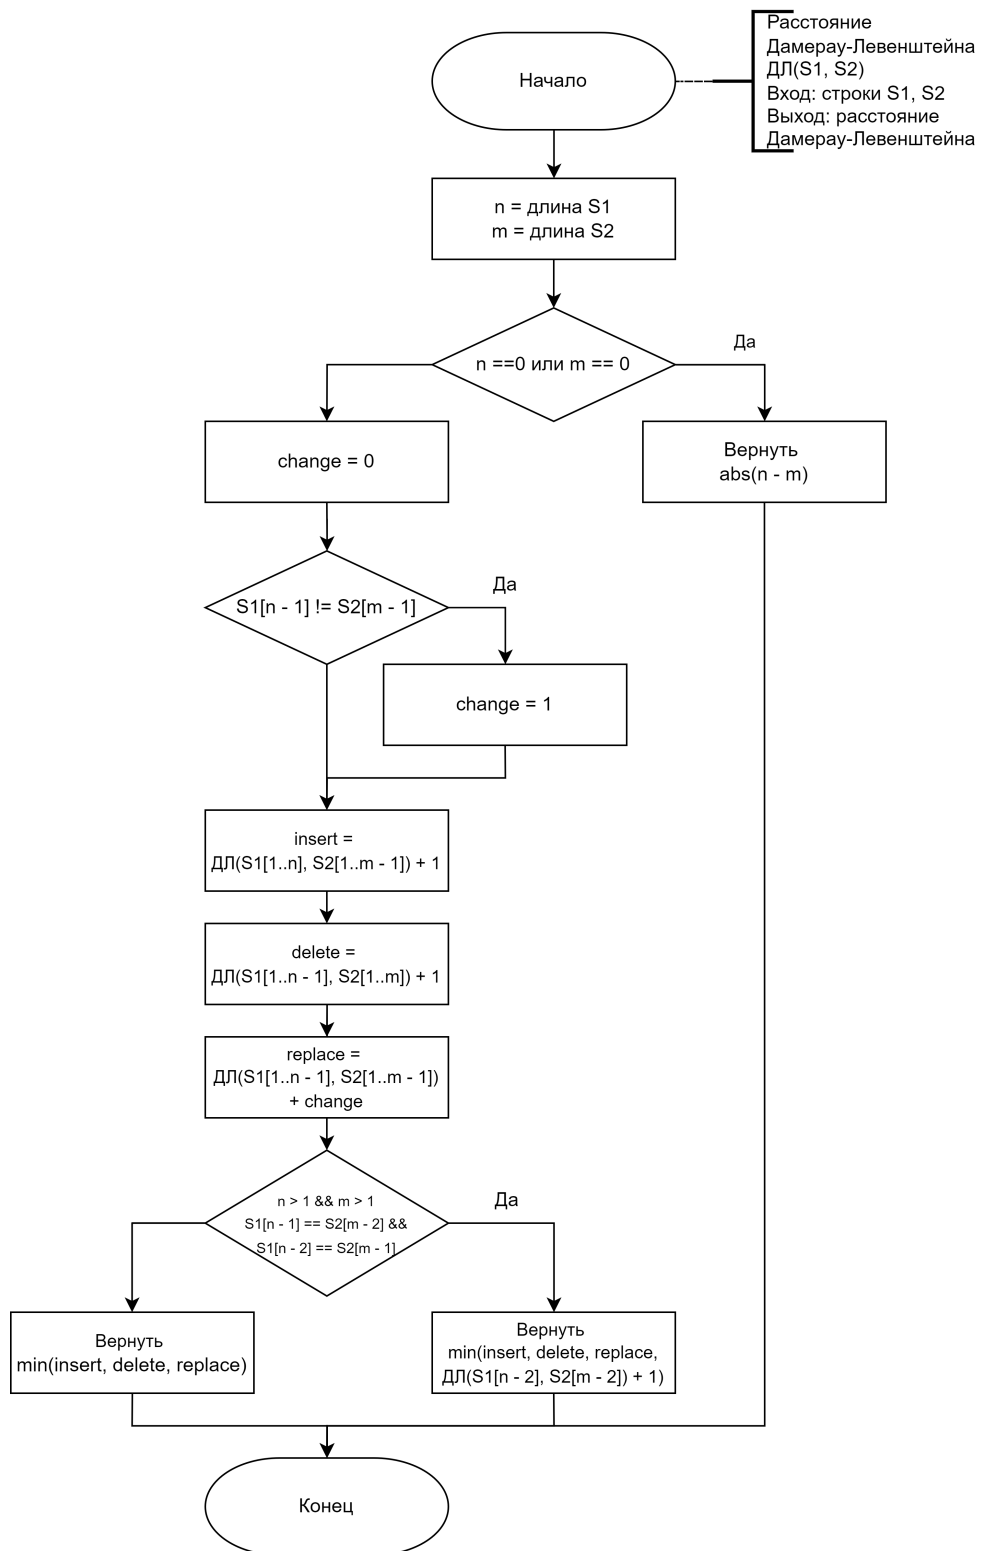 Расстояние
Дамерау-Левенштейна
ДЛ(S1, S2)
Вход: строки S1, S2
Выход: расстояние
Дамерау-Левенштейна
Начало
n = длина S1
m = длина S2
n ==0 или m == 0
Да
change = 0
Вернуть
abs(n - m)
S1[n - 1] != S2[m - 1]
Да
change = 1
insert =
ДЛ(S1[1..n], S2[1..m - 1]) + 1
delete =
ДЛ(S1[1..n - 1], S2[1..m]) + 1
replace =
ДЛ(S1[1..n - 1], S2[1..m - 1])
+ change
n > 1 && m > 1
S1[n - 1] == S2[m - 2] &&
S1[n - 2] == S2[m - 1]
Да
Вернуть
min(insert, delete, replace)
Вернуть
min(insert, delete, replace,
ДЛ(S1[n - 2], S2[m - 2]) + 1)
Конец